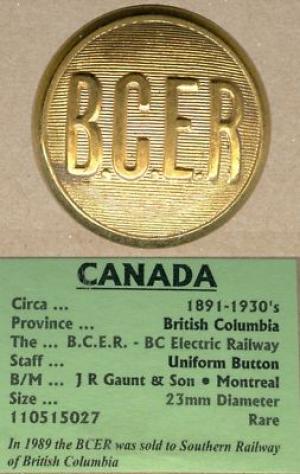 B.C.E.R
CANADA
Circa ... 1891-1930's
Province ... British Columbia
The ... B.C.E.R. - BC Electric Railway
Staff ... Uniform Button
B/M ... J R Gaunt & Son • Montreal
Size ... 23mm Diameter
110515027 Rare
In 1989 the BCER was sold to Southern Railway
of British Columbia